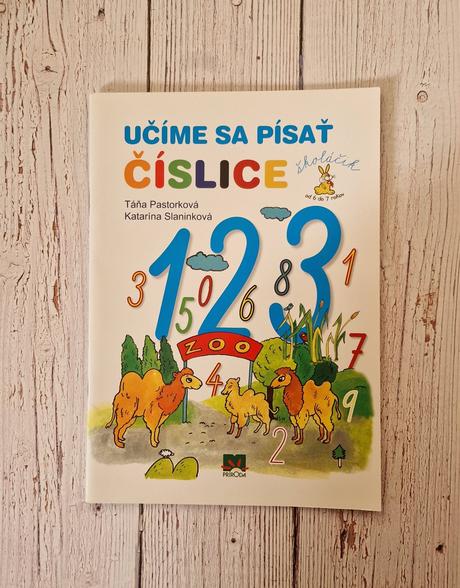 UČÍME SA PÍSAŤ
ČÍSLICE
školáčik
od 6 do 7 rokov
Táňa Pastorková
Katarína Slaninková
123
3 5 0 6 8 1
ZOO
7
4
9
2
PRÍRODA